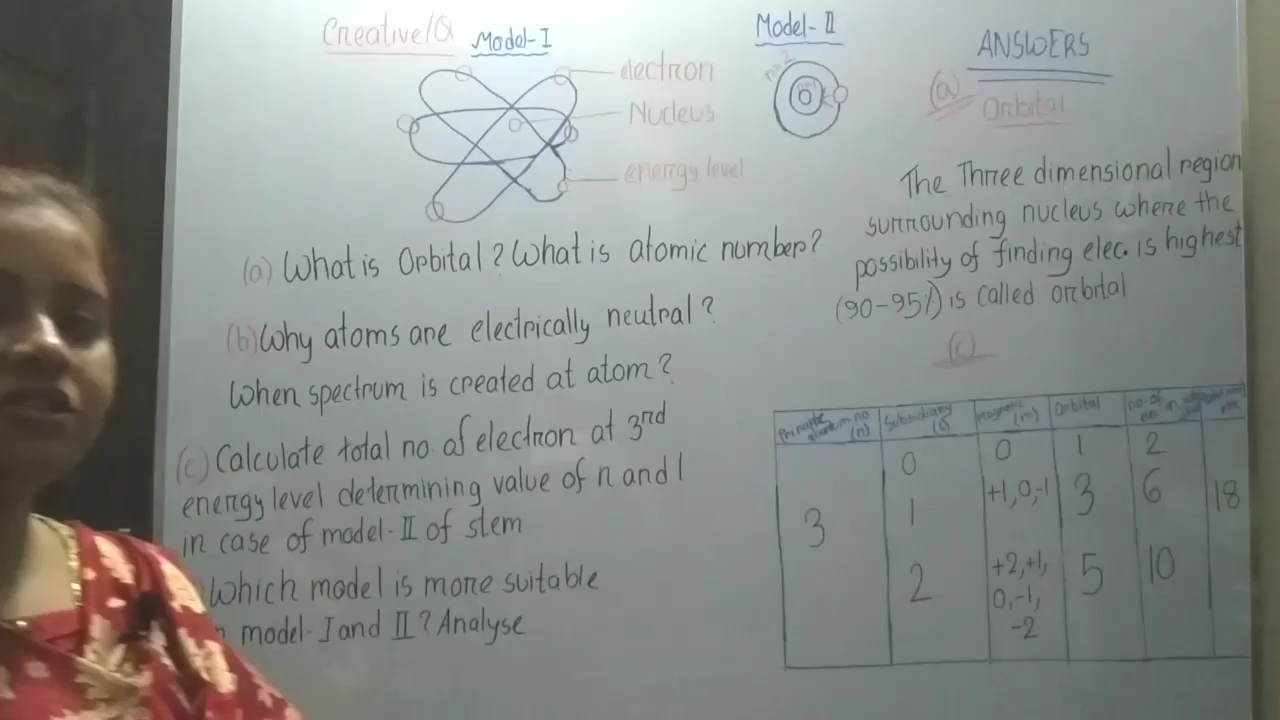 Creative/Q
Model-I
electron
Nucleus
energy level
Model-II
n=2
(a) What is Orbital? What is atomic number?
(b) Why atoms are electrically neutral?
When spectrum is created at atom?
(c) Calculate total no. of electron at 3rd
energy level determining value of n and l
in case of model-II of stem
Which model is more suitable
model-I and II? Analyse
ANSWERS
(a)
Orbital
The Three dimensional region
surrounding nucleus where the
possibility of finding elec. is highest
(90-95%) is called orbital
(c)
Principle quantum no (n)
Subsidiary (l)
Magnetic (m)
Orbital
no. of
3
0
0
1
2
1
+1, 0, -1
3
6
2
+2, +1,
0, -1,
-2
5
10
18